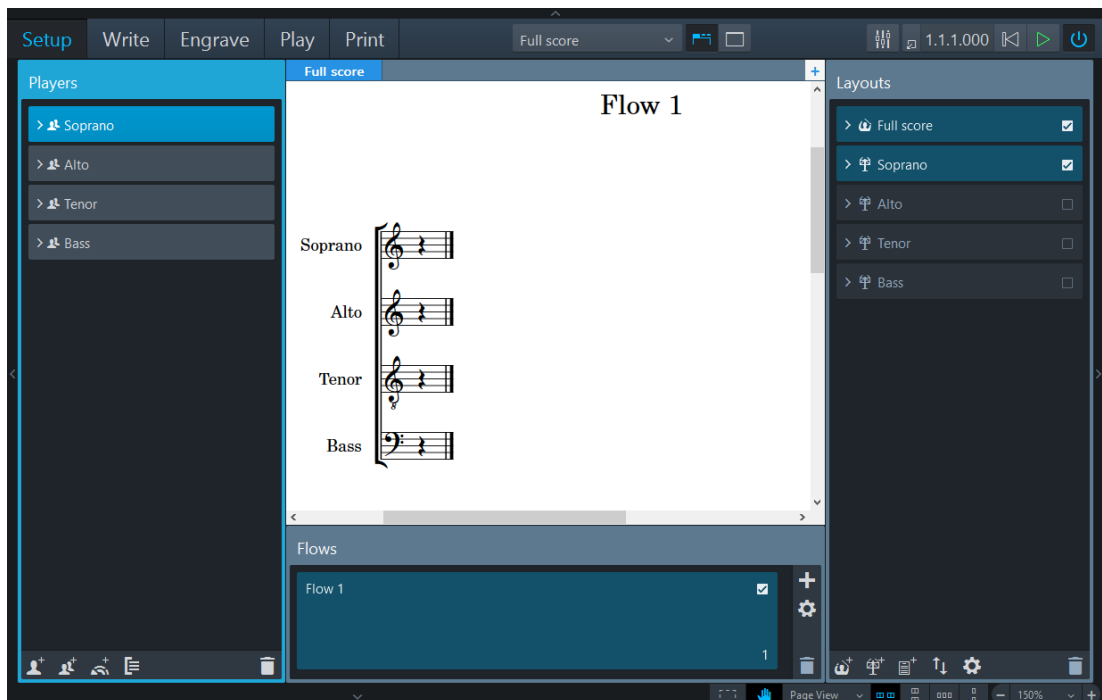 Setup Write Engrave Play Print Full score 1.1.1.000
Players
Soprano
Alto
Tenor
Bass
Full score
Flow 1
Soprano
Alto
Tenor
8
Bass
Flows
Flow 1
1
Layouts
Full score
Soprano
Alto
Tenor
Bass
Page View 150%